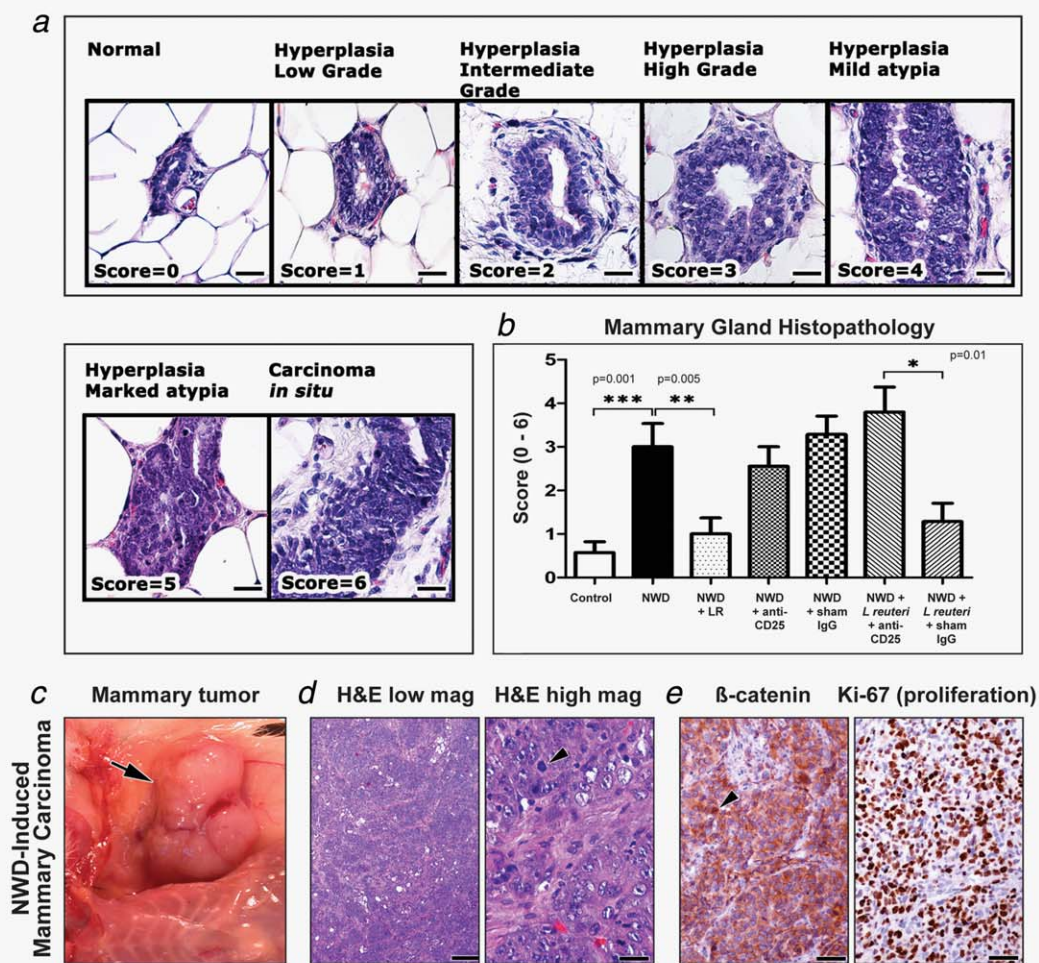 a
Normal
Hyperplasia
Low Grade
Hyperplasia
Intermediate
Grade
Hyperplasia
High Grade
Hyperplasia
Mild atypia
Score=0
Score=1
Score=2
Score=3
Score=4
Hyperplasia
Marked atypia
Carcinoma
in situ
Score=5
Score=6
b
Mammary Gland Histopathology
Score (0 - 6)
5
4
3
2
1
0
p=0.001
***
p=0.005
**
*
p=0.01
Control
NWD
NWD
+ LR
NWD
+ anti-
CD25
NWD
+ sham
IgG
NWD +
L reuteri
+ anti-
CD25
NWD +
L reuteri
+ sham
IgG
c
Mammary tumor
d
H&E low mag
H&E high mag
e
ß-catenin
Ki-67 (proliferation)
NWD-Induced
Mammary Carcinoma